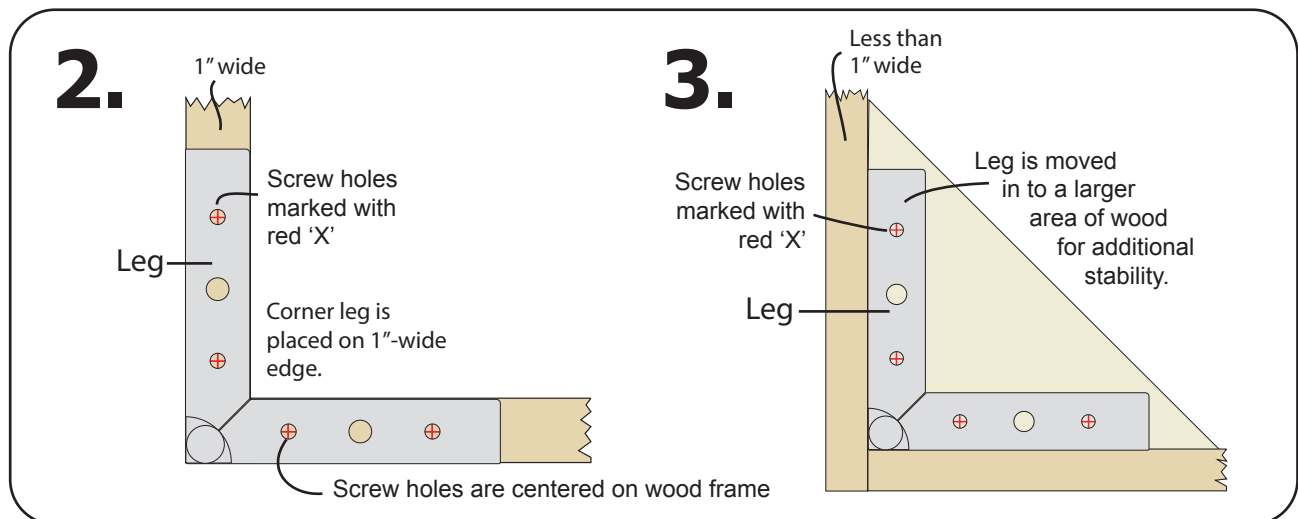 2.
1” wide
Screw holes
marked with
red ‘X’
Leg
Corner leg is
placed on 1”-wide
edge.
Screw holes are centered on wood frame
3.
Less than
1” wide
Screw holes
marked with
red ‘X’
Leg is moved
in to a larger
area of wood
for additional
stability.
Leg